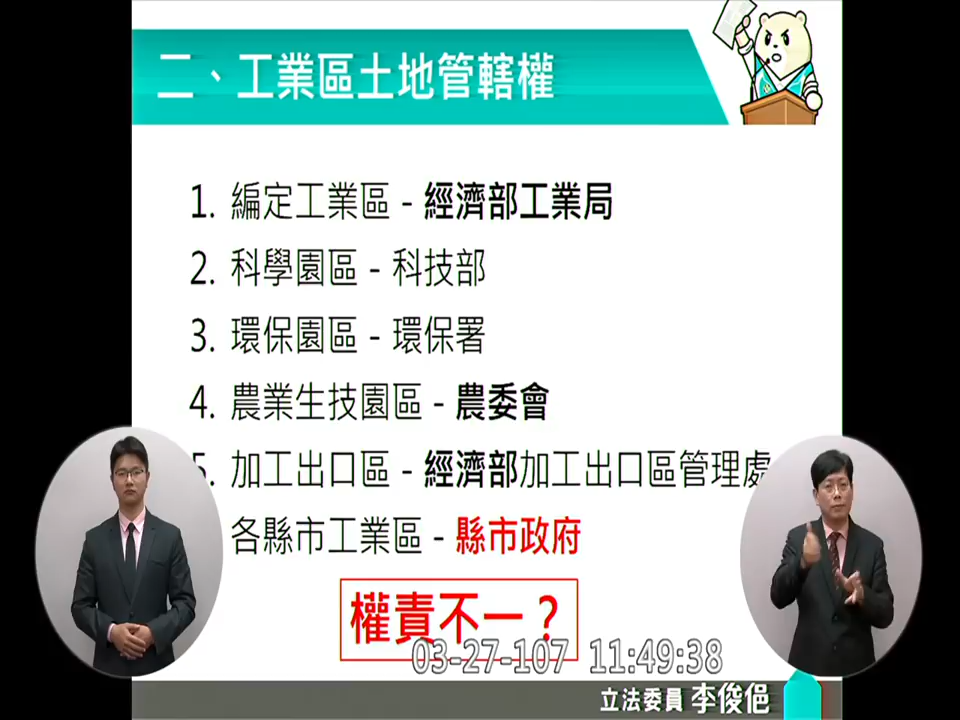 二、工業區土地管轄權
1. 編定工業區 - 經濟部工業局
2. 科學園區 - 科技部
3. 環保園區 - 環保署
4. 農業生技園區 - 農委會
5. 加工出口區 - 經濟部加工出口區管理處
各縣市工業區 - 縣市政府
權責不一？
03-27-107 11:49:38
立法委員 李俊俋